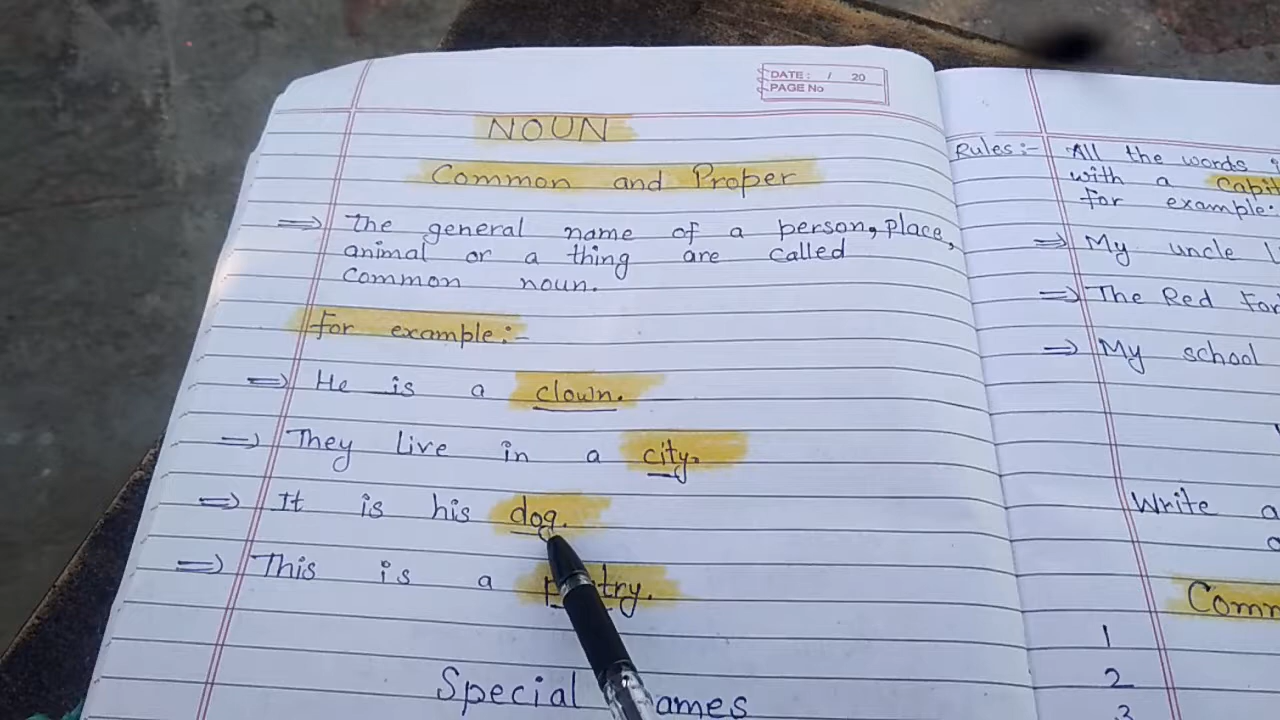 DATE: / 20
PAGE No
NOUN
Common and Proper
⇒ The general name of a person, place,
animal or a thing are called
common noun.
For example:-
⇒ He is a clown.
⇒ They live in a city.
⇒ It is his dog.
⇒ This is a
Special
Rules:- All the words
with a
for example:
⇒ My uncle
⇒ The Red
⇒ My school
Write a
1
2
3